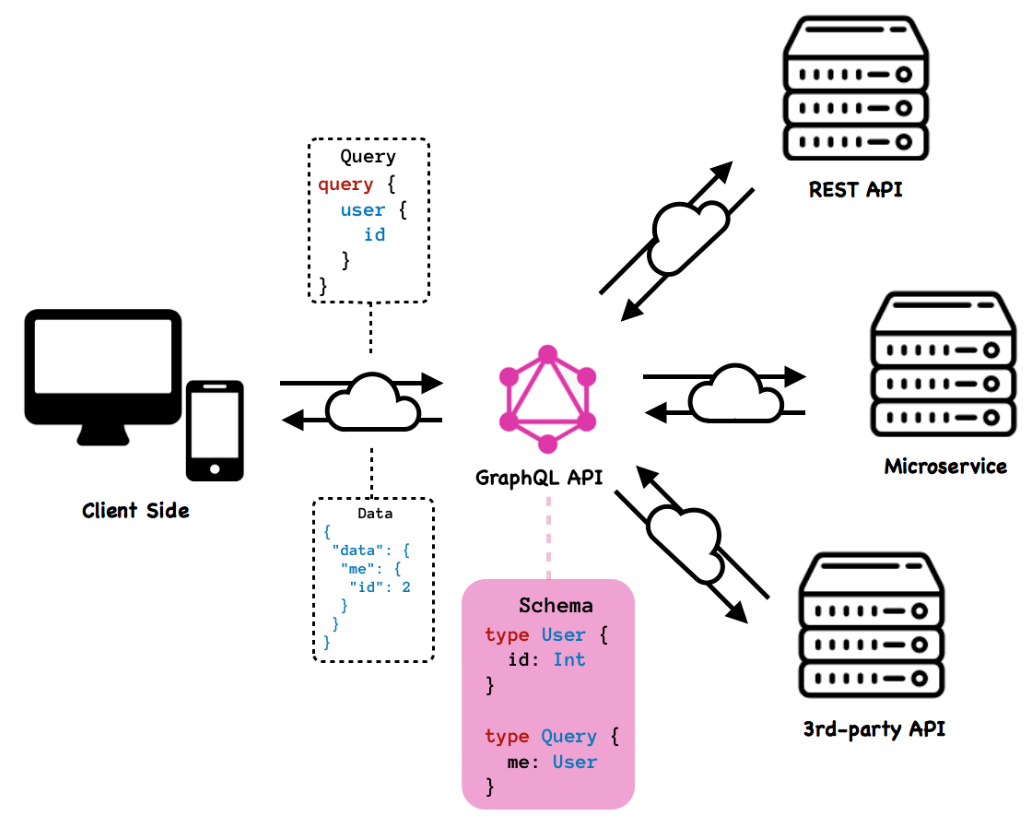 Query
query {
user {
id
}
}
Client Side
Data
{
"data": {
"me": {
"id": 2
}
}
}
GraphQL API
Schema
type User {
id: Int
}
type Query {
me: User
}
REST API
Microservice
3rd-party API